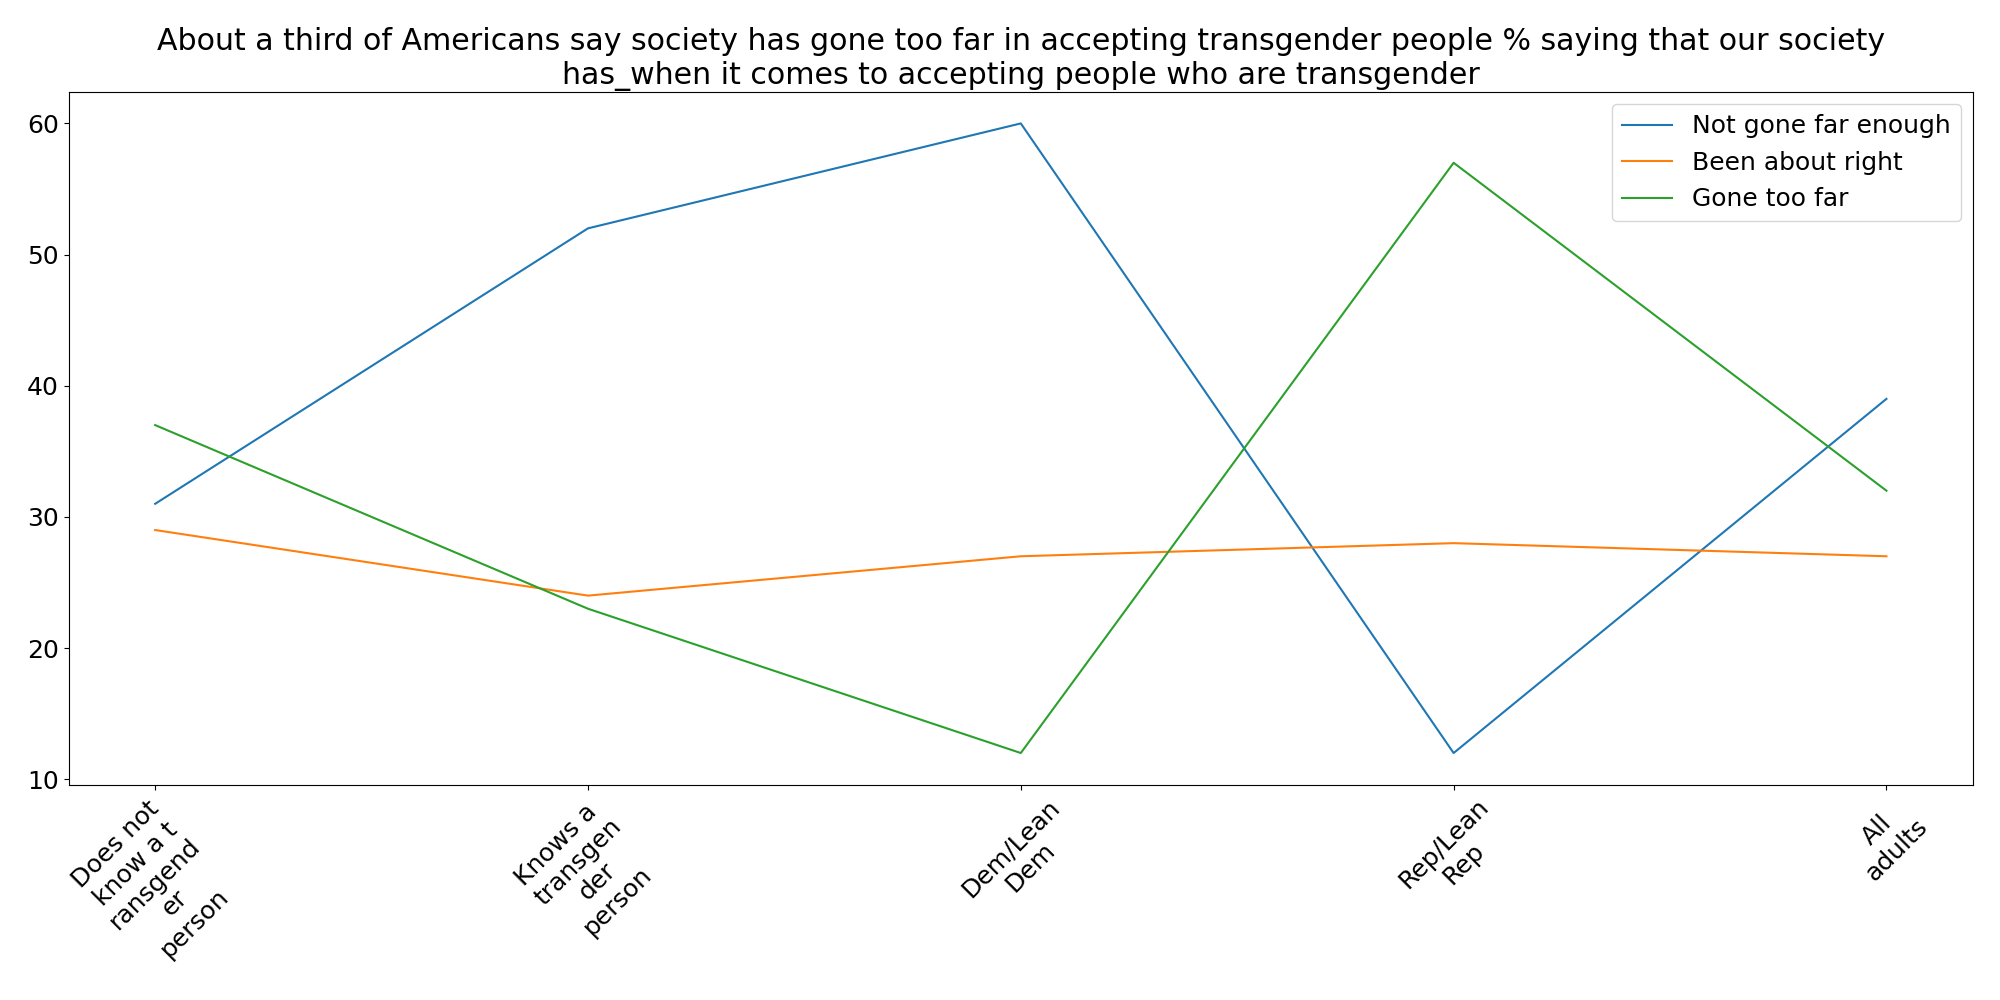 About a third of Americans say society has gone too far in accepting transgender people % saying that our society
has_when it comes to accepting people who are transgender
60
50
40
30
20
10
Not gone far enough
Been about right
Gone too far
Does not
know a t
ransgend
er
person
Knows a
transgen
der
person
Dem/Lean
Dem
Rep/Lean
Rep
All
adults